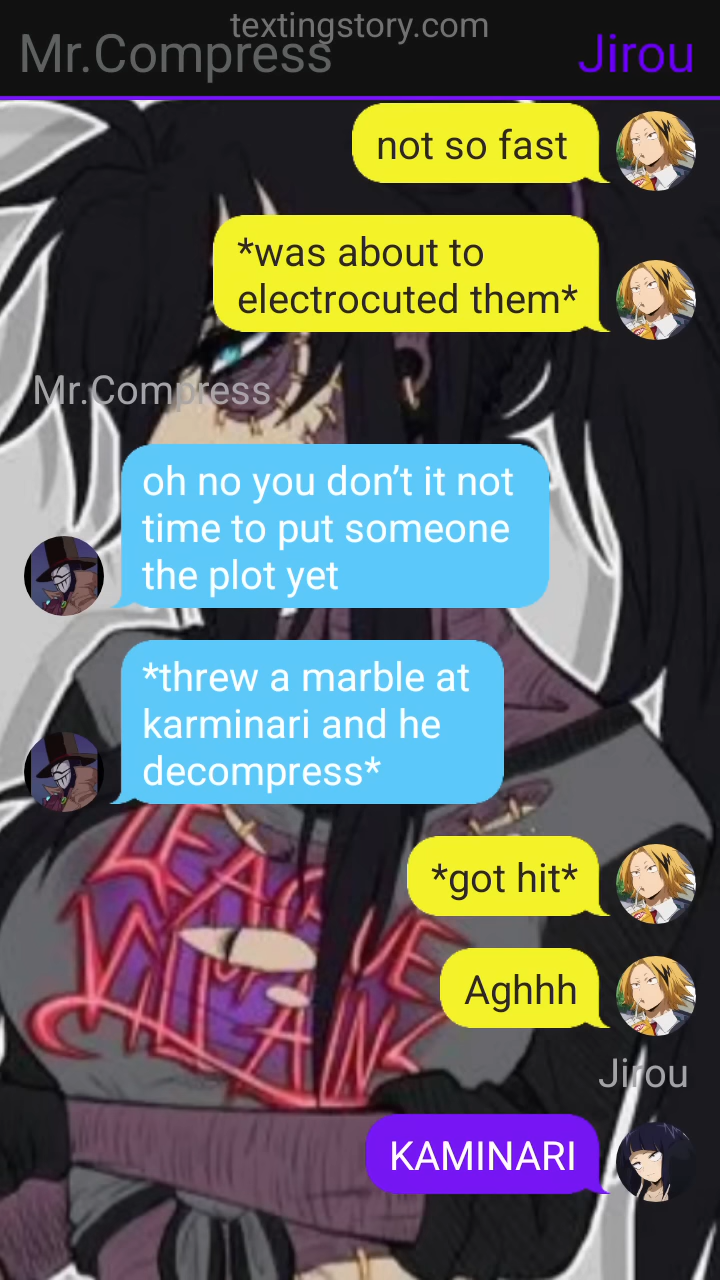 textingstory.com
Mr.Compress
Jirou
not so fast
*was about to
electrocuted them*
Mr.Compress
oh no you don’t it not
time to put someone
the plot yet
*threw a marble at
karminari and he
decompress*
*got hit*
Aghhh
LEAGUE
VILLAINS
Jirou
KAMINARI